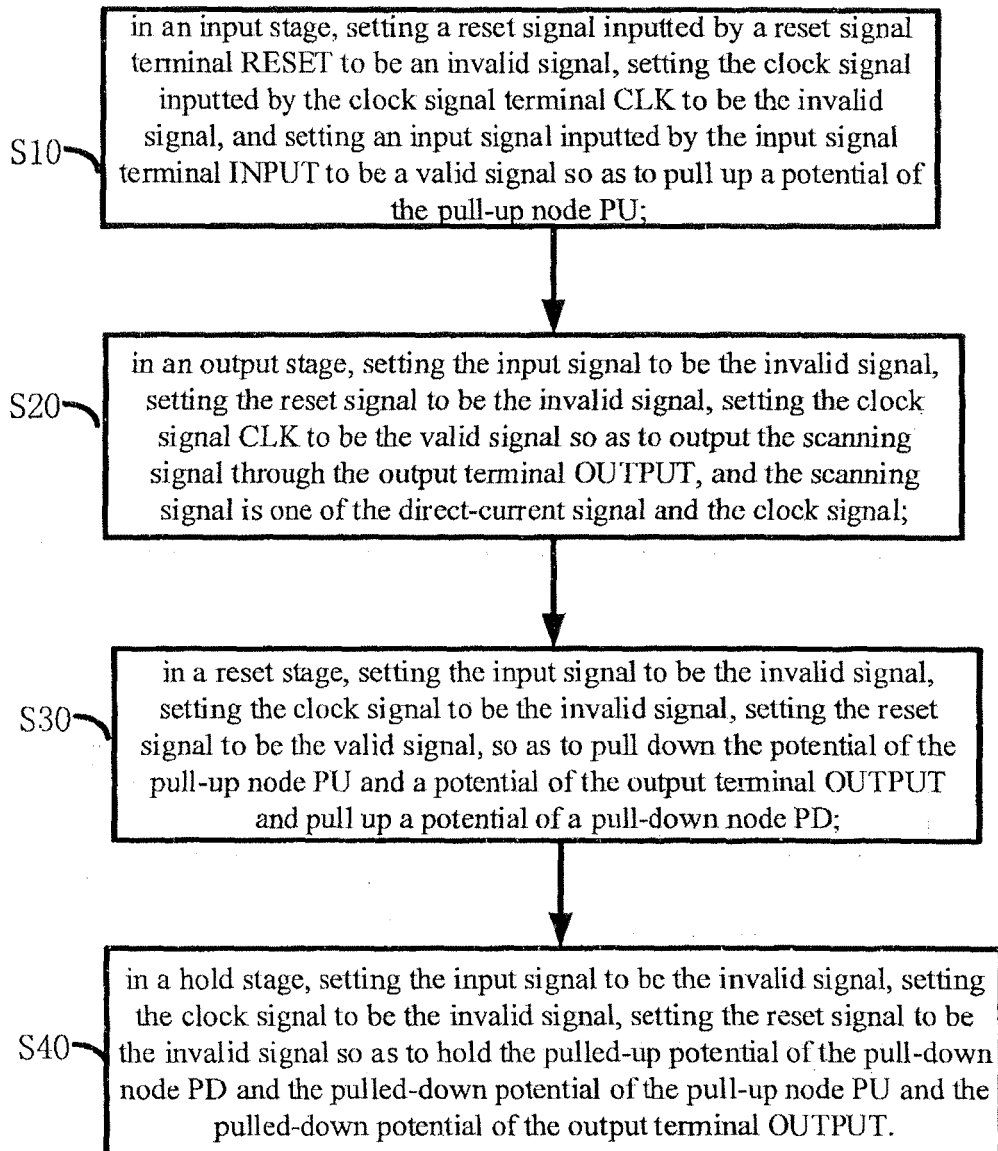 in an input stage, setting a reset signal inputted by a reset signal
terminal RESET to be an invalid signal, setting the clock signal
inputted by the clock signal terminal CLK to be the invalid
signal, and setting an input signal inputted by the input signal
terminal INPUT to be a valid signal so as to pull up a potential of
the pull-up node PU;
S10
in an output stage, setting the input signal to be the invalid signal,
setting the reset signal to be the invalid signal, setting the clock
signal CLK to be the valid signal so as to output the scanning
signal through the output terminal OUTPUT, and the scanning
signal is one of the direct-current signal and the clock signal;
S20
in a reset stage, setting the input signal to be the invalid signal,
setting the clock signal to be the invalid signal, setting the reset
signal to be the valid signal, so as to pull down the potential of the
pull-up node PU and a potential of the output terminal OUTPUT
and pull up a potential of a pull-down node PD;
S30
in a hold stage, setting the input signal to be the invalid signal, setting
the clock signal to be the invalid signal, setting the reset signal to be
the invalid signal so as to hold the pulled-up potential of the pull-down
node PD and the pulled-down potential of the pull-up node PU and the
pulled-down potential of the output terminal OUTPUT.
S40